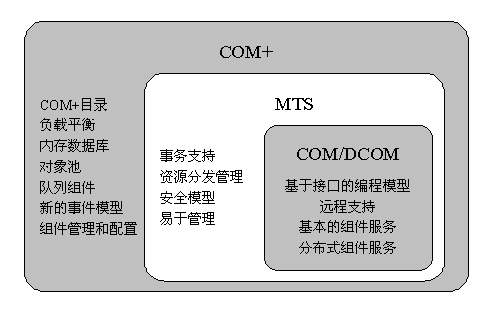 COM+
COM+目录
负载平衡
内存数据库
对象池
队列组件
新的事件模型
组件管理和配置
MTS
事务支持
资源分发管理
安全模型
易于管理
COM/DCOM
基于接口的编程模型
远程支持
基本的组件服务
分布式组件服务